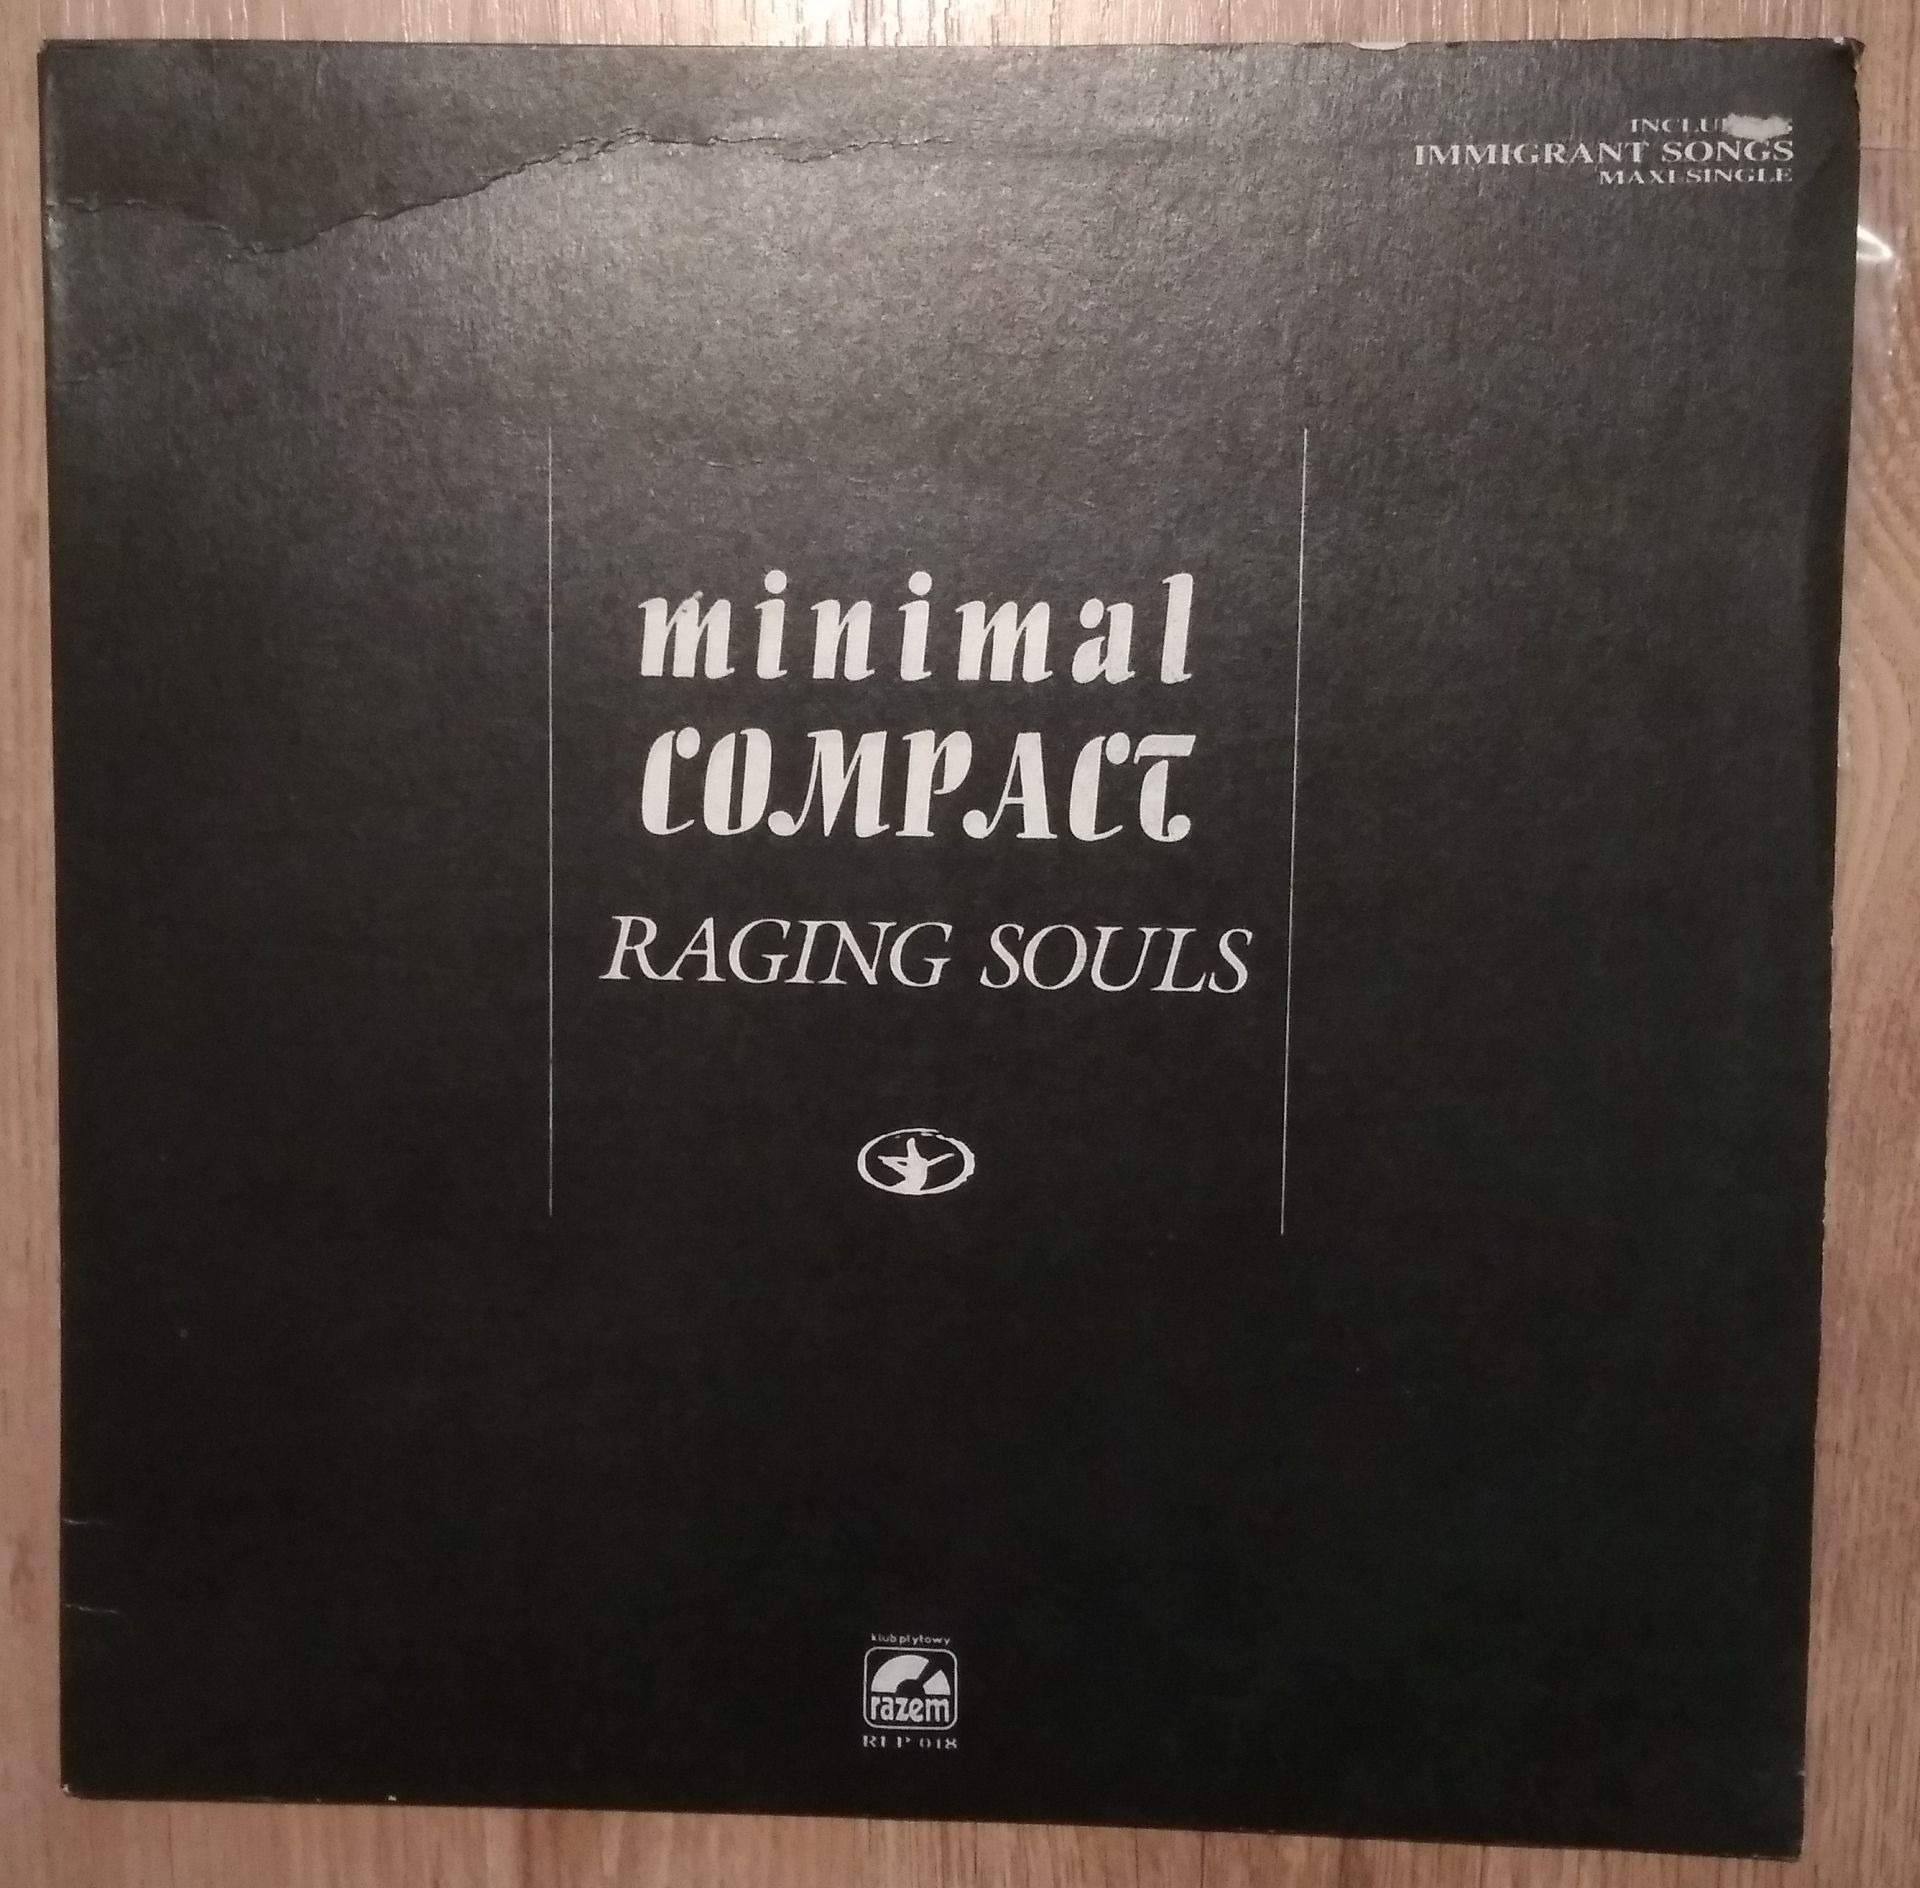 IMMIGRANT SONGS
MAXI-SINGLE
minimal
COMPACT
RAGING SOULS
klub płytowy
razem
RLP 018